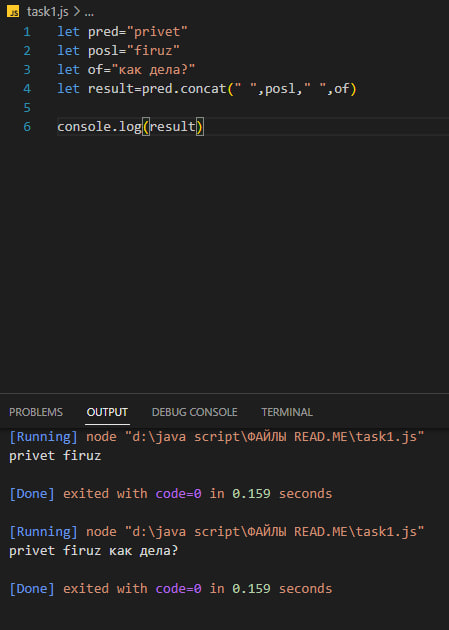 JS task1.js > ...
1 let pred="privet"
2 let posl="firuz"
3 let of="как дела?"
4 let result=pred.concat(" ",posl," ",of)
5
6 console.log(result)
PROBLEMS OUTPUT DEBUG CONSOLE TERMINAL
[Running] node "d:\java script\ФАЙЛЫ READ.ME\task1.js"
privet firuz
[Done] exited with code=0 in 0.159 seconds
[Running] node "d:\java script\ФАЙЛЫ READ.ME\task1.js"
privet firuz как дела?
[Done] exited with code=0 in 0.159 seconds